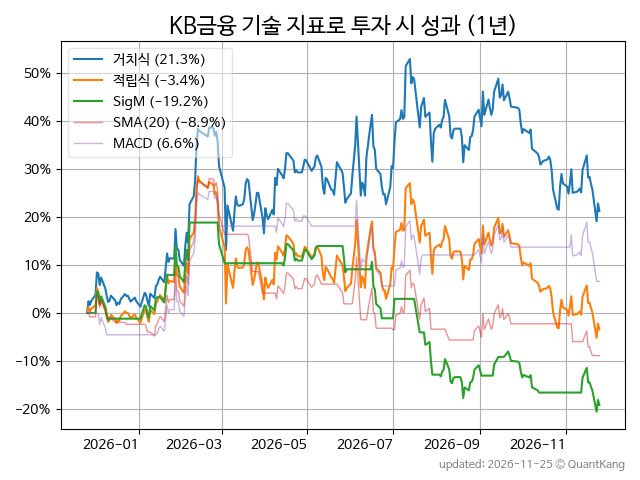 KB금융 기술 지표로 투자 시 성과 (1년)
거치식 (21.3%)
적립식 (−3.4%)
SigM (−19.2%)
SMA(20) (−8.9%)
MACD (6.6%)
50%
40%
30%
20%
10%
0%
−10%
−20%
2026-01
2026-03
2026-05
2026-07
2026-09
2026-11
updated: 2026-11-25 © QuantKang